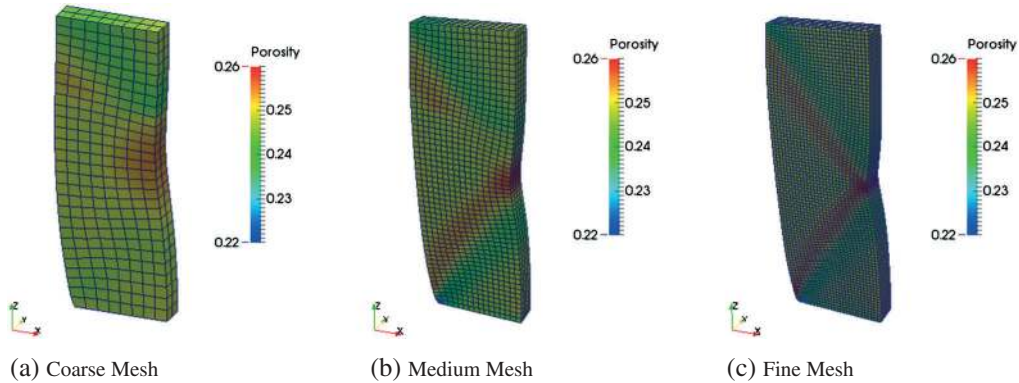 Porosity
0.26
0.25
0.24
0.23
0.22
Z
Y
X
(a) Coarse Mesh
Porosity
0.26
0.25
0.24
0.23
0.22
Z
Y
X
(b) Medium Mesh
Porosity
0.26
0.25
0.24
0.23
0.22
Z
Y
X
(c) Fine Mesh